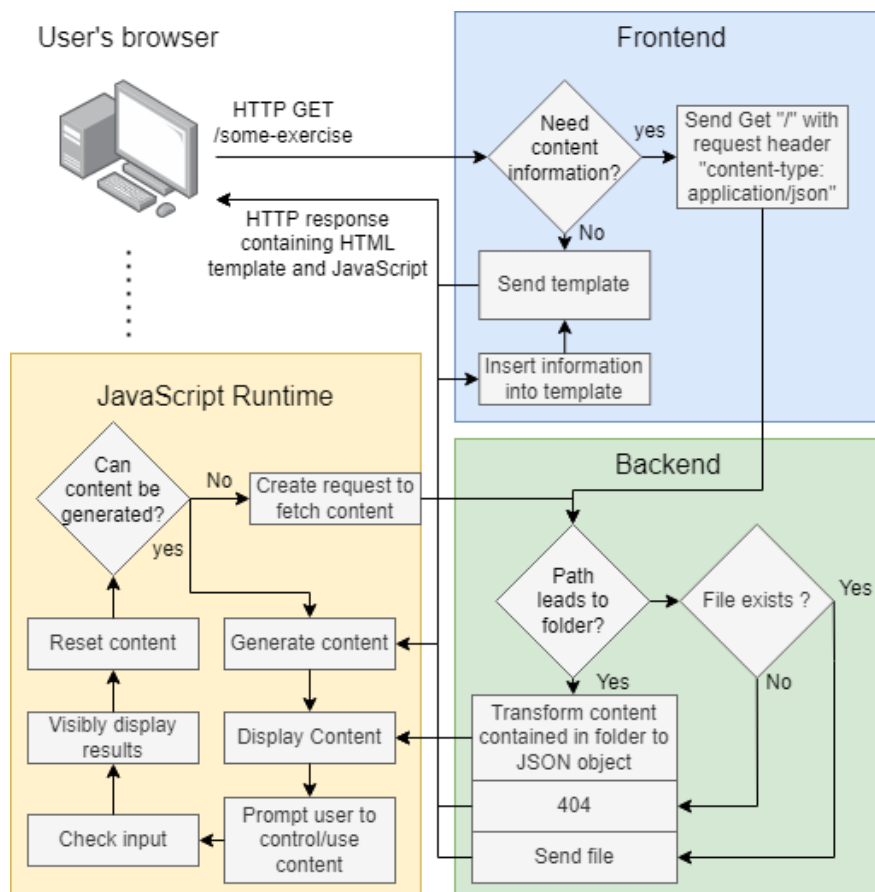 User's browser
HTTP GET
/some-exercise
HTTP response
containing HTML
template and JavaScript
Frontend
Need
content
information?
yes
Send Get "/" with
request header
"content-type:
application/json"
No
Send template
Insert information
into template
JavaScript Runtime
Can
content be
generated?
No
yes
Create request to
fetch content
Reset content
Generate content
Visibly display
results
Display Content
Check input
Prompt user to
control/use
content
Backend
Path
leads to
folder?
File exists ?
Yes
No
Yes
Transform content
contained in folder to
JSON object
404
Send file